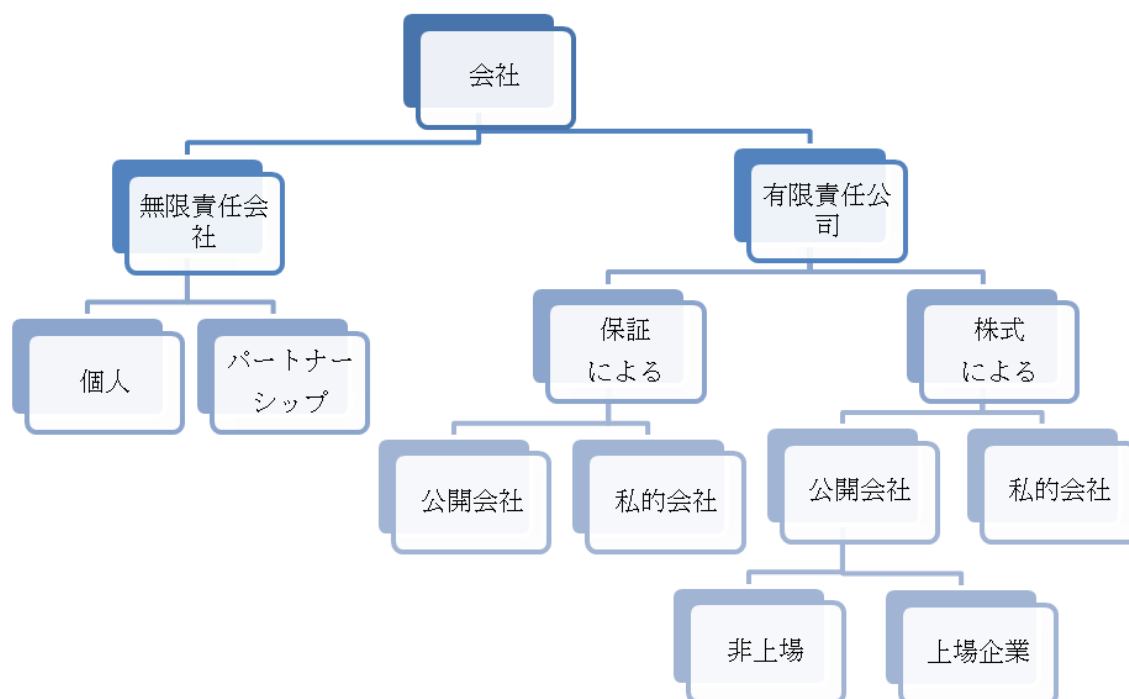 会社
無限責任会
社
有限責任公
司
個人
パートナー
シップ
保証
による
株式
による
公開会社
私的会社
公開会社
私的会社
非上場
上場企業